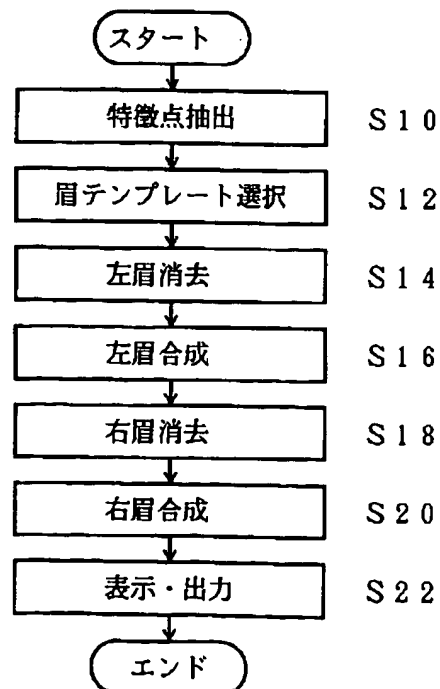 スタート
特徴点抽出 S10
眉テンプレート選択 S12
左眉消去 S14
左眉合成 S16
右眉消去 S18
右眉合成 S20
表示・出力 S22
エンド